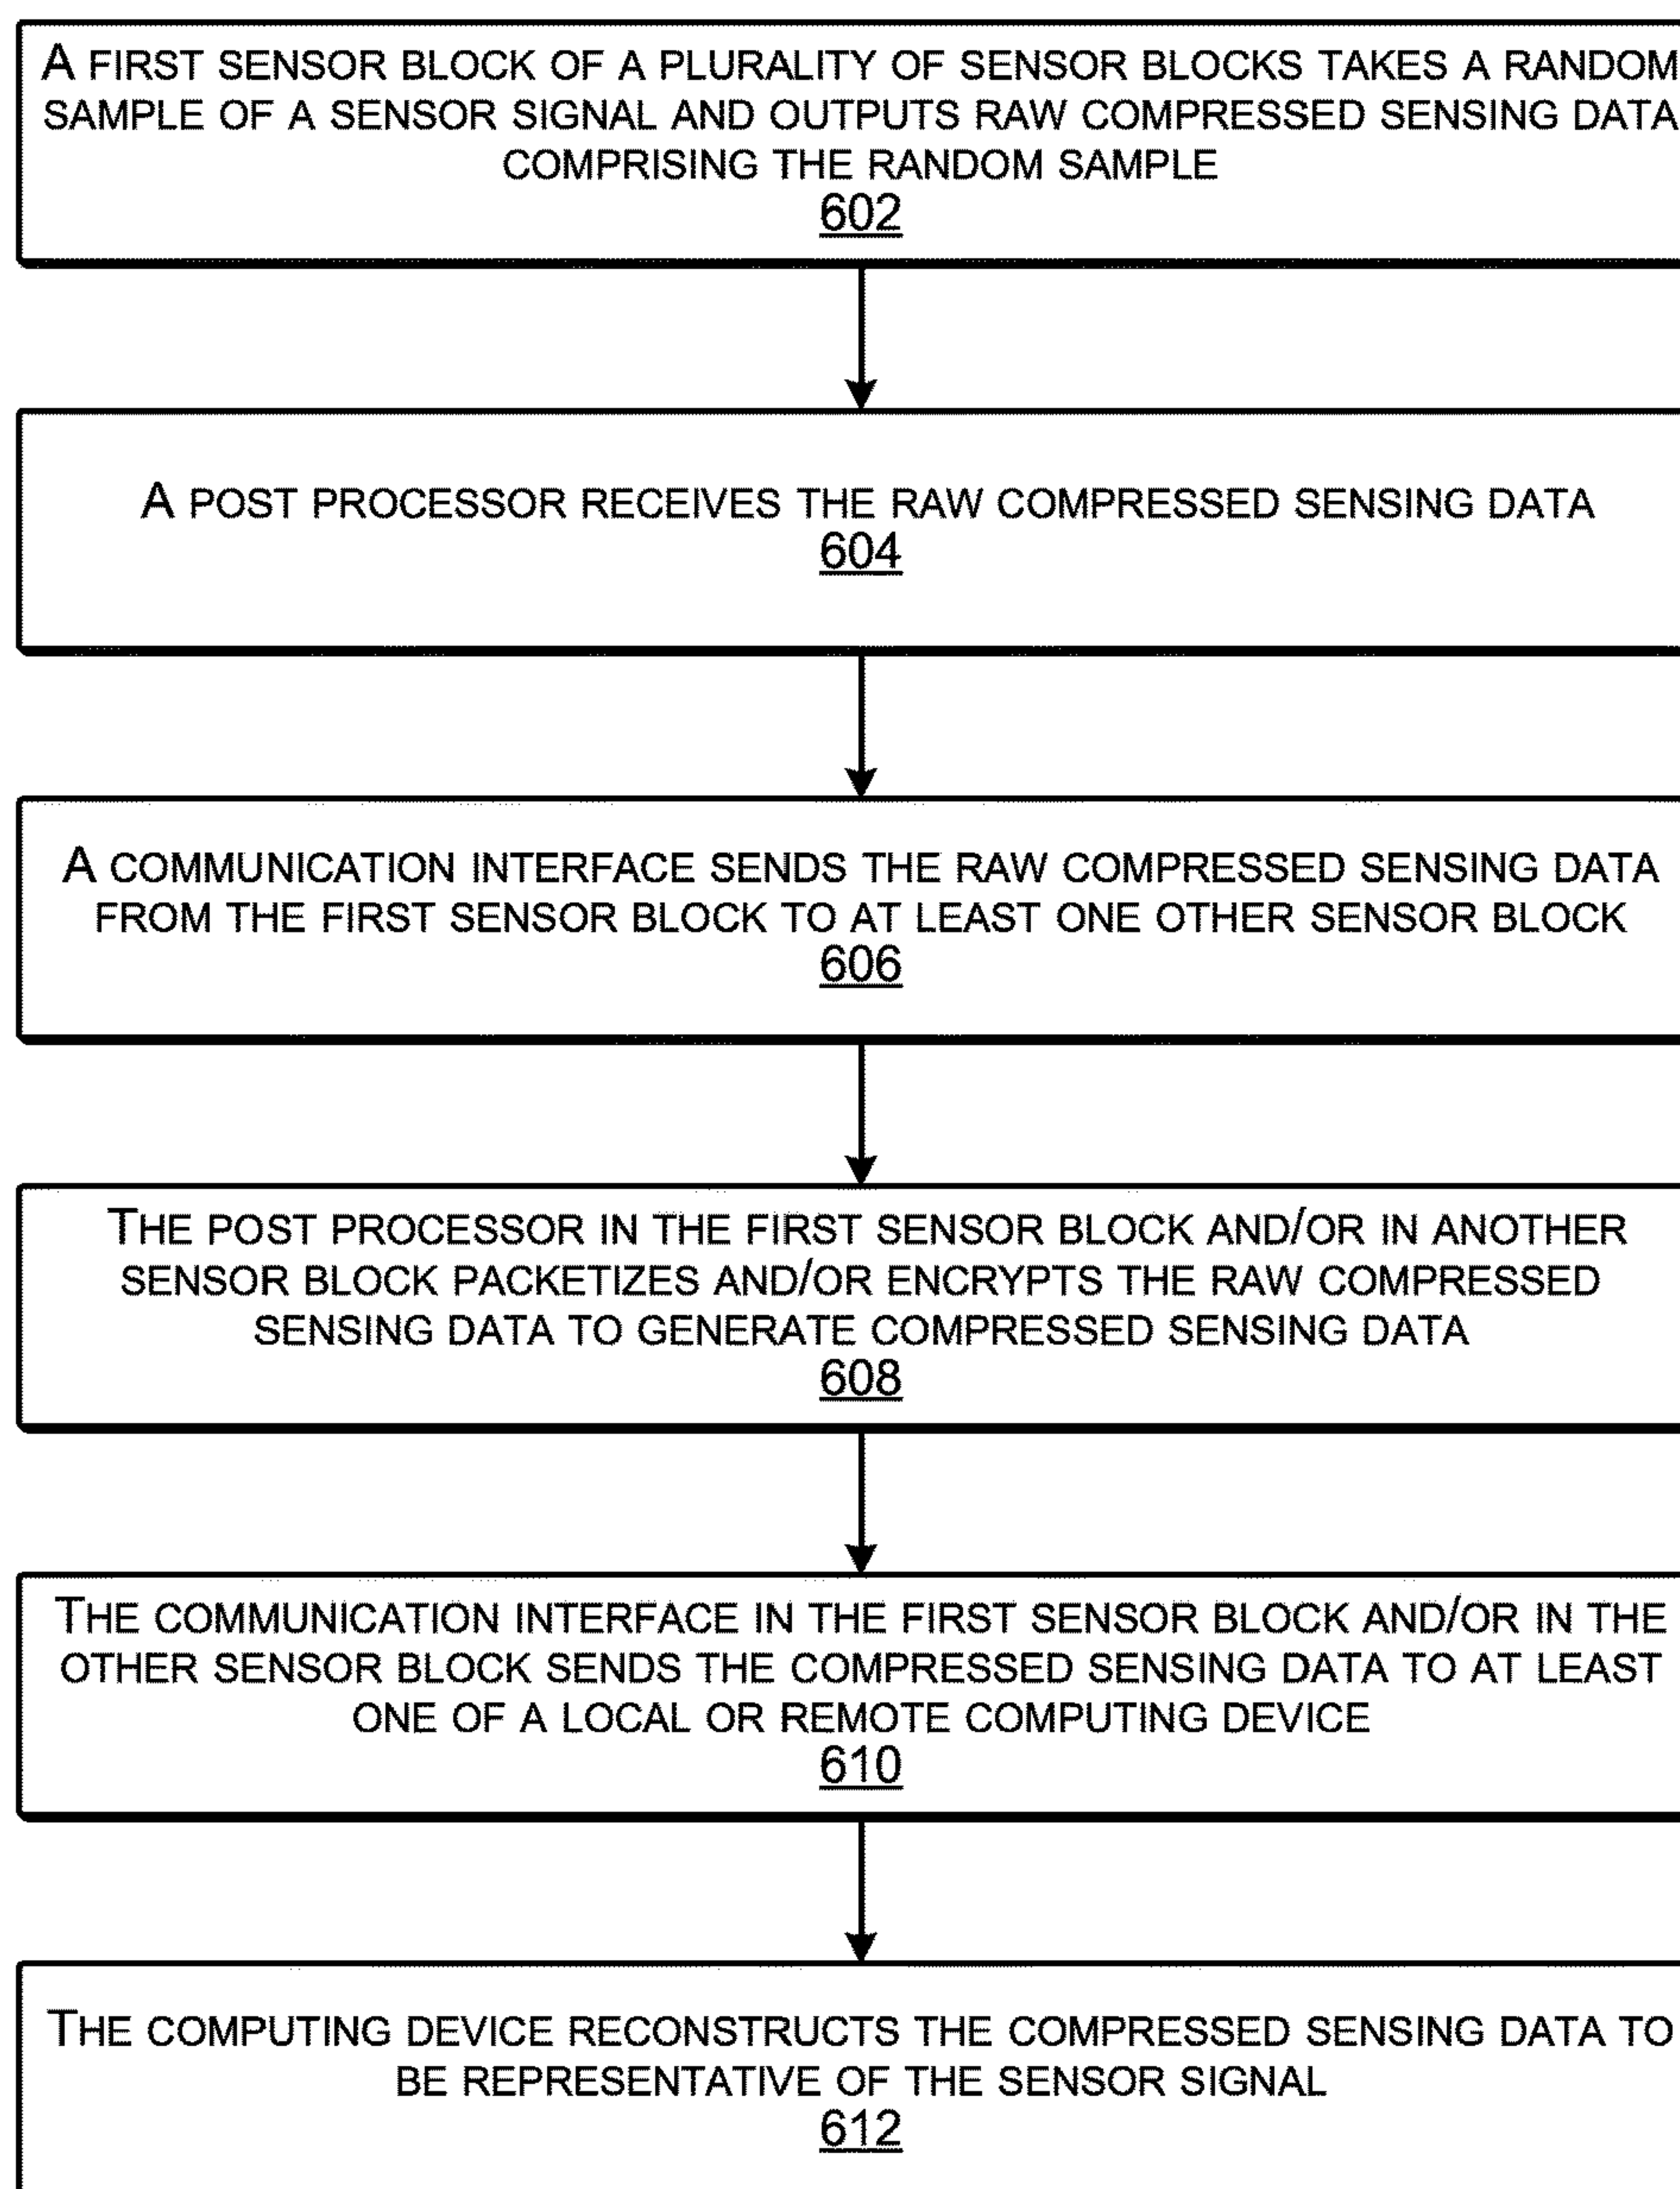 A FIRST SENSOR BLOCK OF A PLURALITY OF SENSOR BLOCKS TAKES A RANDOM
SAMPLE OF A SENSOR SIGNAL AND OUTPUTS RAW COMPRESSED SENSING DATA
COMPRISING THE RANDOM SAMPLE
602
A POST PROCESSOR RECEIVES THE RAW COMPRESSED SENSING DATA
604
A COMMUNICATION INTERFACE SENDS THE RAW COMPRESSED SENSING DATA
FROM THE FIRST SENSOR BLOCK TO AT LEAST ONE OTHER SENSOR BLOCK
606
THE POST PROCESSOR IN THE FIRST SENSOR BLOCK AND/OR IN ANOTHER
SENSOR BLOCK PACKETIZES AND/OR ENCRYPTS THE RAW COMPRESSED
SENSING DATA TO GENERATE COMPRESSED SENSING DATA
608
THE COMMUNICATION INTERFACE IN THE FIRST SENSOR BLOCK AND/OR IN THE
OTHER SENSOR BLOCK SENDS THE COMPRESSED SENSING DATA TO AT LEAST
ONE OF A LOCAL OR REMOTE COMPUTING DEVICE
610
THE COMPUTING DEVICE RECONSTRUCTS THE COMPRESSED SENSING DATA TO
BE REPRESENTATIVE OF THE SENSOR SIGNAL
612